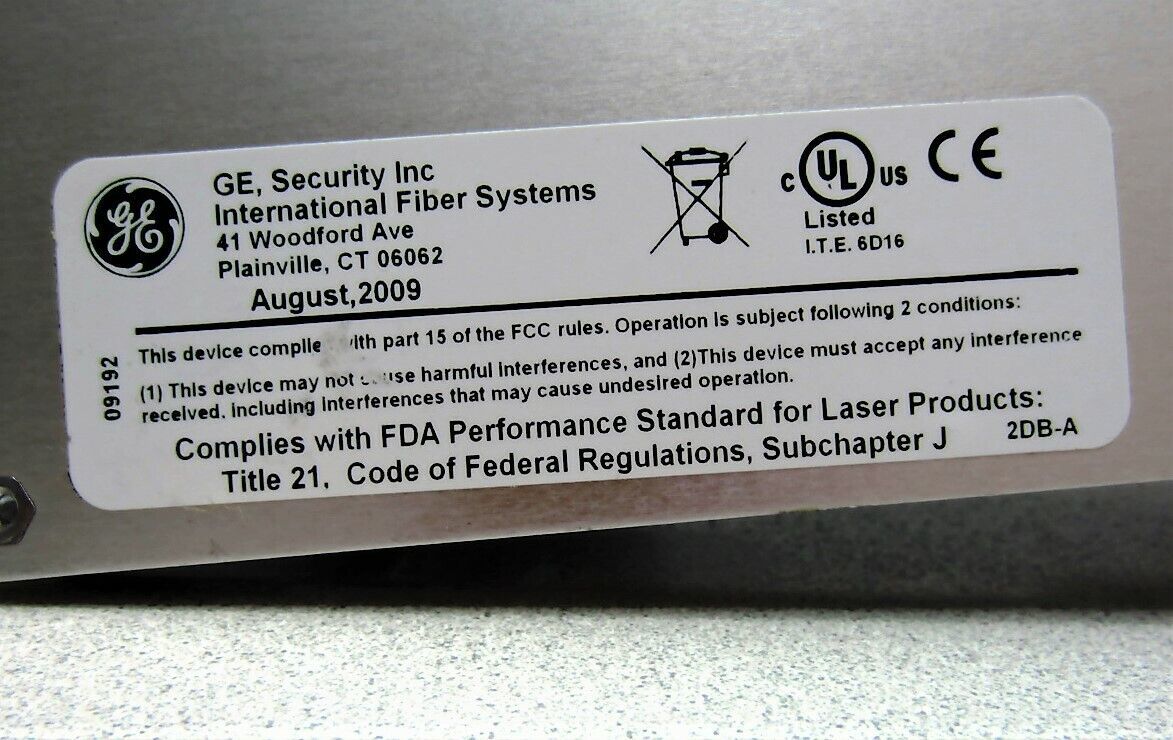 GE
GE, Security Inc
International Fiber Systems
41 Woodford Ave
Plainville, CT 06062
August,2009
C UL US
Listed
I.T.E. 6D16
CE
09192
This device part 15 of the FCC rules. Operation is subject following 2 conditions:
(1) This device may not harmful interferences, and (2)This device must accept any interference
received. including interferences that may cause undesired operation.
Complies with FDA Performance Standard for Laser Products:
Title 21, Code of Federal Regulations, Subchapter J
2DB-A